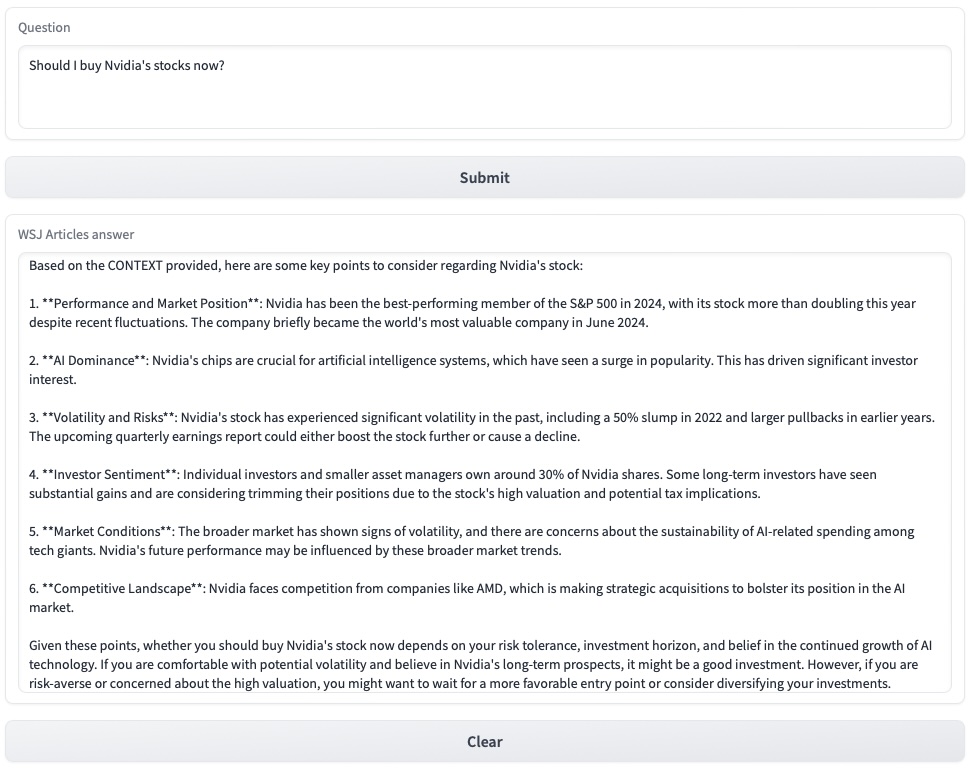 Question
Should I buy Nvidia's stocks now?
Submit
WSJ Articles answer
Based on the CONTEXT provided, here are some key points to consider regarding Nvidia's stock:
1. **Performance and Market Position**: Nvidia has been the best-performing member of the S&P 500 in 2024, with its stock more than doubling this year
despite recent fluctuations. The company briefly became the world's most valuable company in June 2024.
2. **AI Dominance**: Nvidia's chips are crucial for artificial intelligence systems, which have seen a surge in popularity. This has driven significant investor
interest.
3. **Volatility and Risks**: Nvidia's stock has experienced significant volatility in the past, including a 50% slump in 2022 and larger pullbacks in earlier years.
The upcoming quarterly earnings report could either boost the stock further or cause a decline.
4. **Investor Sentiment**: Individual investors and smaller asset managers own around 30% of Nvidia shares. Some long-term investors have seen
substantial gains and are considering trimming their positions due to the stock's high valuation and potential tax implications.
5. **Market Conditions**: The broader market has shown signs of volatility, and there are concerns about the sustainability of AI-related spending among
tech giants. Nvidia's future performance may be influenced by these broader market trends.
6. **Competitive Landscape**: Nvidia faces competition from companies like AMD, which is making strategic acquisitions to bolster its position in the AI
market.
Given these points, whether you should buy Nvidia's stock now depends on your risk tolerance, investment horizon, and belief in the continued growth of AI
technology. If you are comfortable with potential volatility and believe in Nvidia's long-term prospects, it might be a good investment. However, if you are
risk-averse or concerned about the high valuation, you might want to wait for a more favorable entry point or consider diversifying your investments.
Clear